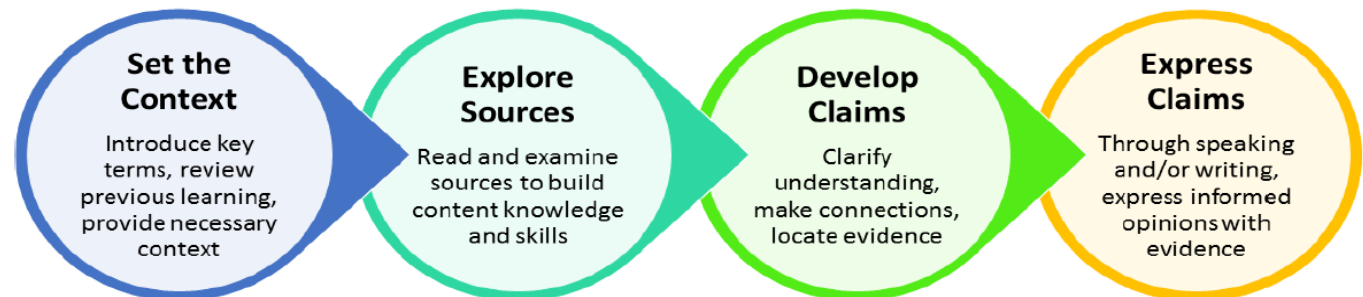 Set the
Context
Introduce key
terms, review
previous learning,
provide necessary
context
Explore
Sources
Read and examine
sources to build
content knowledge
and skills
Develop
Claims
Clarify
understanding,
make connections,
locate evidence
Express
Claims
Through speaking
and/or writing,
express informed
opinions with
evidence